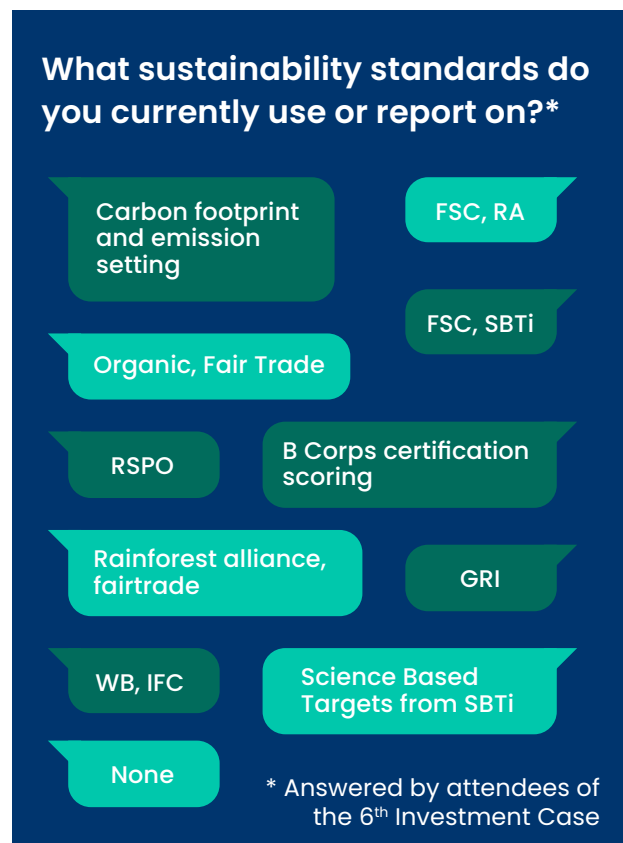 What sustainability standards do
you currently use or report on?*
Carbon footprint
and emission
setting
FSC, RA
FSC, SBTi
Organic, Fair Trade
RSPO
B Corps certification
scoring
Rainforest alliance,
fairtrade
GRI
WB, IFC
Science Based
Targets from SBTi
None
* Answered by attendees of
the 6th Investment Case